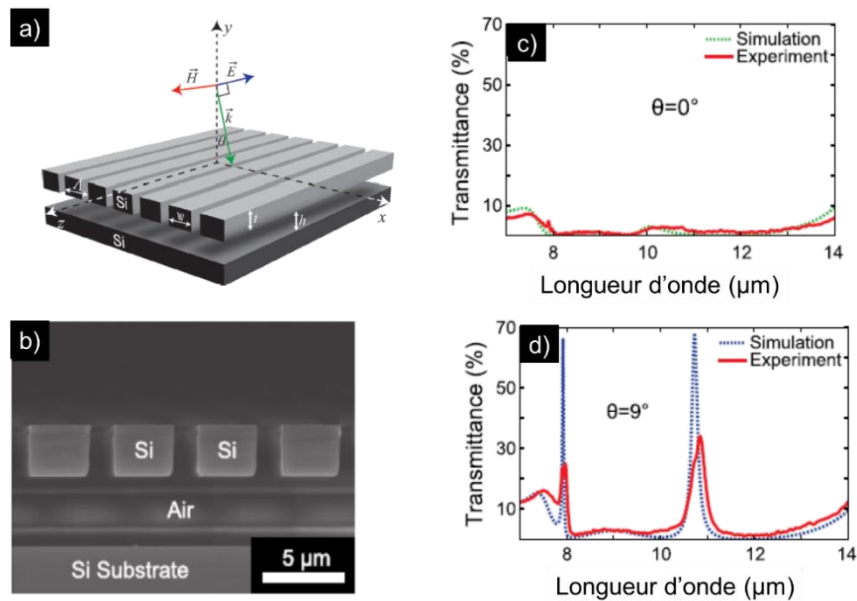 a)
y
H E
k
θ
Λ
Si
w
t
h
x
z
Si
b)
Si
Si
Air
Si Substrate
5 μm
c)
Transmittance (%)
70
50
30
10
Simulation
Experiment
θ=0°
8 10 12 14
Longueur d'onde (μm)
d)
Transmittance (%)
70
50
30
10
Simulation
Experiment
θ=9°
8 10 12 14
Longueur d'onde (μm)